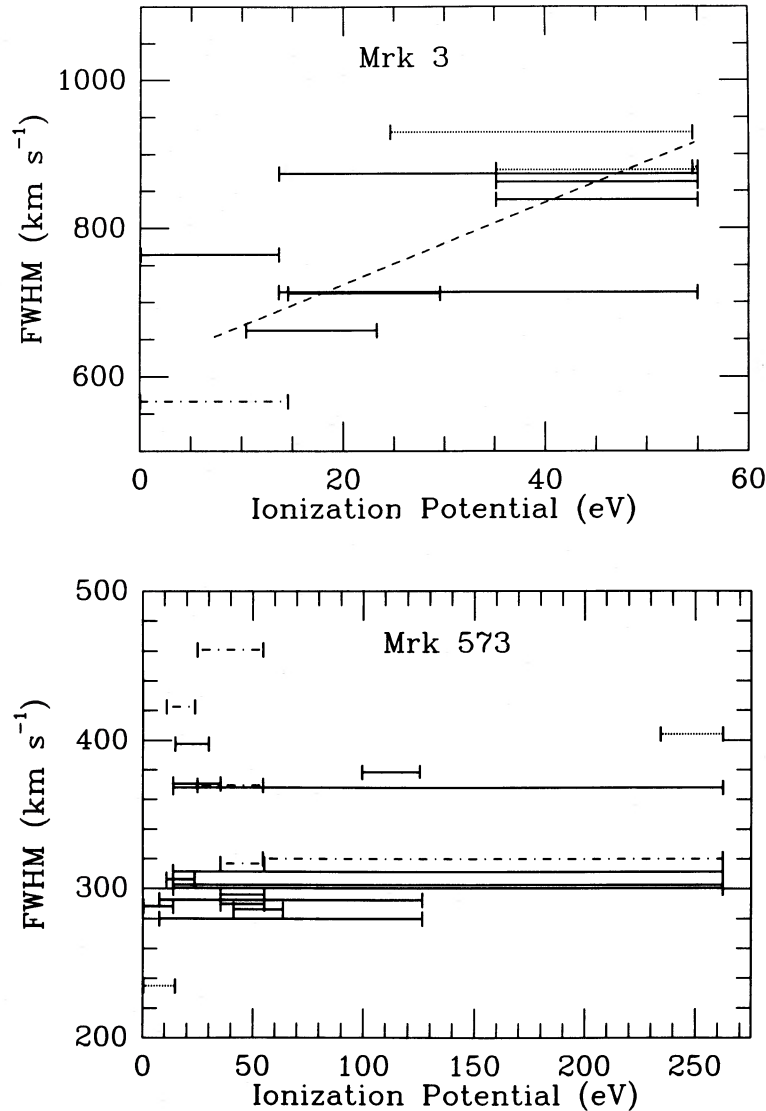 Mrk 3
1000
800
600
FWHM (km s⁻¹)
0 20 40 60
Ionization Potential (eV)
Mrk 573
500
400
300
200
FWHM (km s⁻¹)
0 50 100 150 200 250
Ionization Potential (eV)